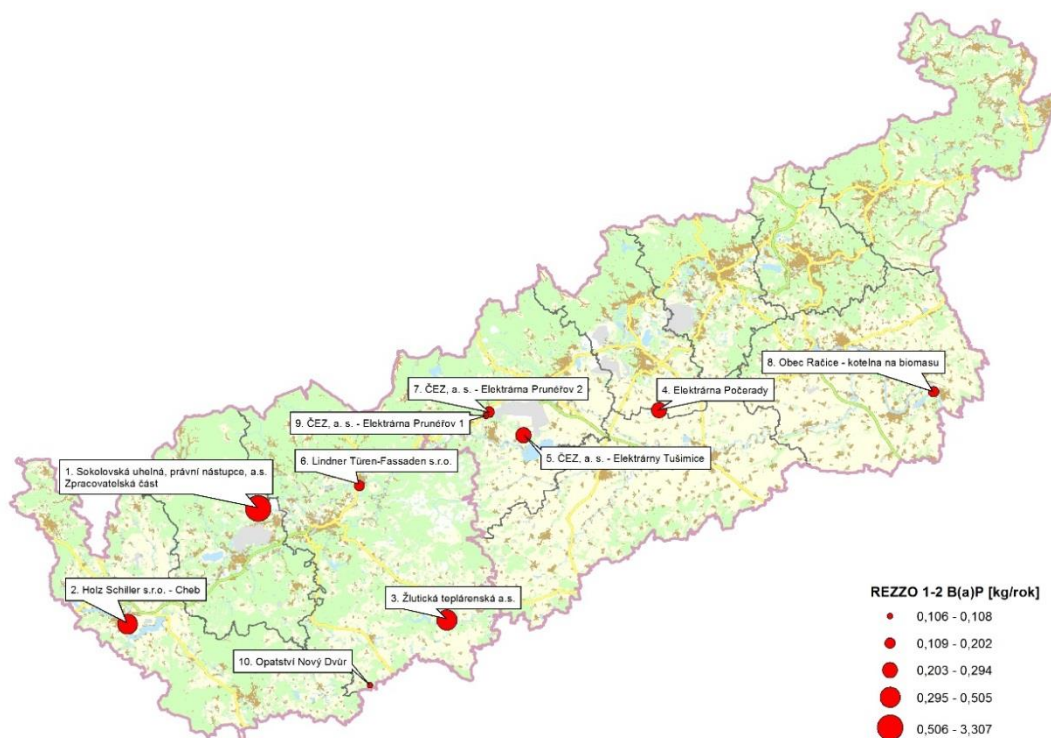 8. Obec Račice - kotelna na biomasu
7. ČEZ, a. s. - Elektrárna Prunéřov 2
4. Elektrárna Počerady
9. ČEZ, a. s. - Elektrárna Prunéřov 1
6. Lindner Türen-Fassaden s.r.o.
5. ČEZ, a. s. - Elektrárny Tušimice
1. Sokolovská uhelná, právní nástupce, a.s.
Zpracovatelská část
2. Holz Schiller s.r.o. - Cheb
3. Žlutická teplárenská a.s.
10. Opatství Nový Dvůr
REZZO 1-2 B(a)P [kg/rok]
0,106 - 0,108
0,109 - 0,202
0,203 - 0,294
0,295 - 0,505
0,506 - 3,307